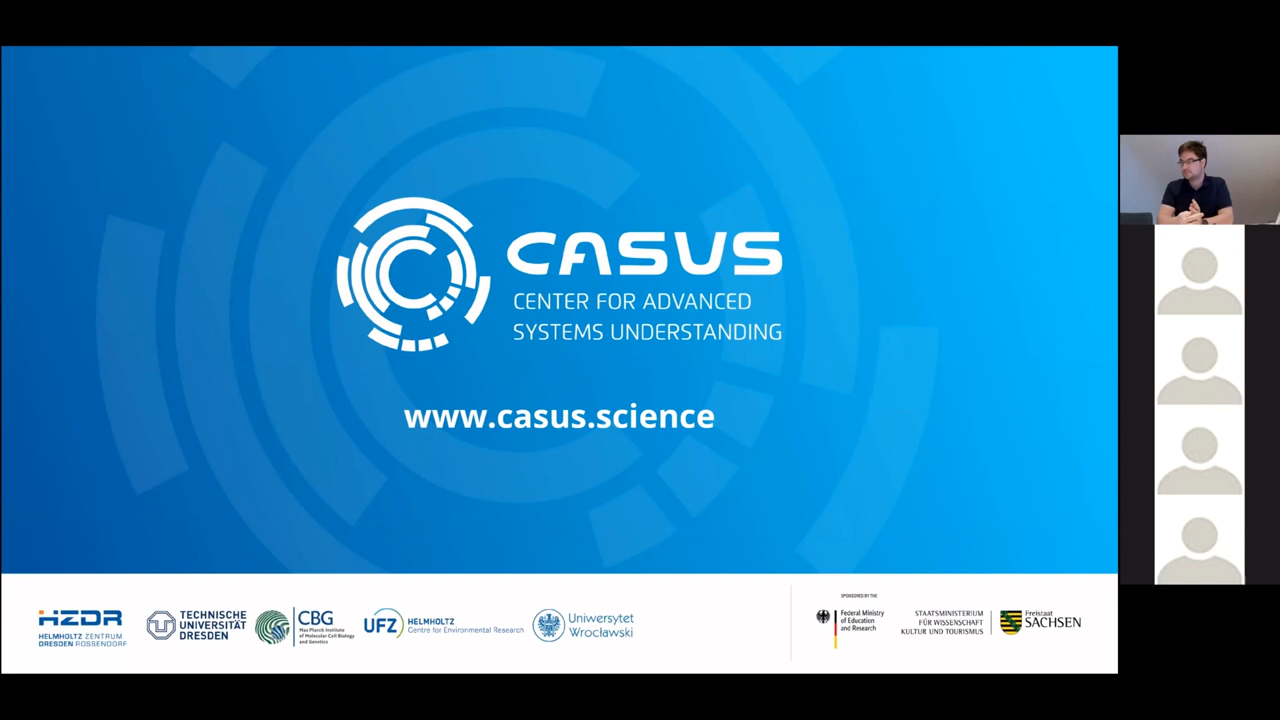 CASUS
CENTER FOR ADVANCED
SYSTEMS UNDERSTANDING
www.casus.science
HZDR
HELMHOLTZ ZENTRUM
DRESDEN ROSSENDORF
TECHNISCHE
UNIVERSITÄT
DRESDEN
CBG
Max Planck Institute
of Molecular Cell Biology
and Genetics
UFZ
HELMHOLTZ
Centre for Environmental Research
Uniwersytet
Wrocławski
SPONSORED BY THE
Federal Ministry
of Education
and Research
STAATSMINISTERIUM
FÜR WISSENSCHAFT
KULTUR UND TOURISMUS
Freistaat
SACHSEN